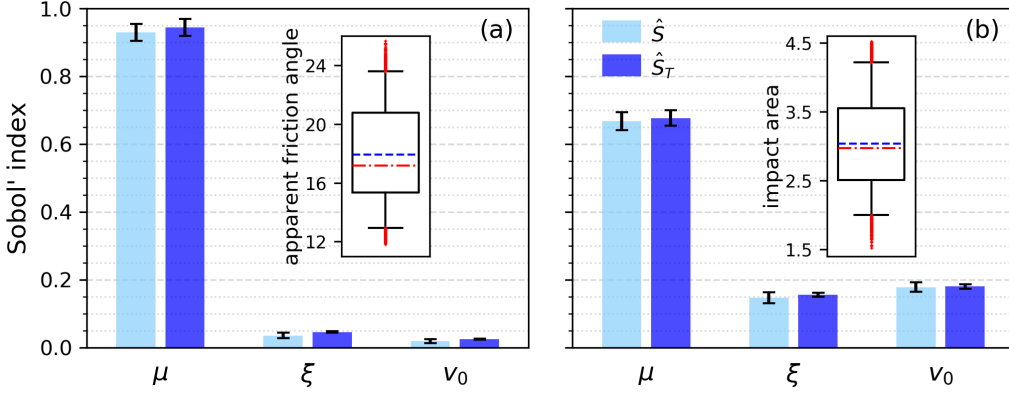 Sobol' index
1.0
0.8
0.6
0.4
0.2
0.0
(a)
apparent friction angle
24
20
16
12
μ
ξ
v0
(b)
Ŝ
Ŝ_T
impact area
4.5
3.5
2.5
1.5
μ
ξ
v0